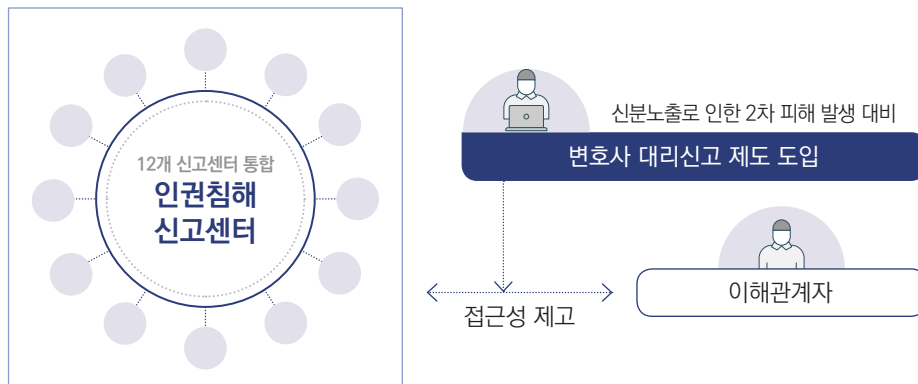 12개 신고센터 통합
인권침해
신고센터
신분노출로 인한 2차 피해 발생 대비
변호사 대리신고 제도 도입
이해관계자
접근성 제고